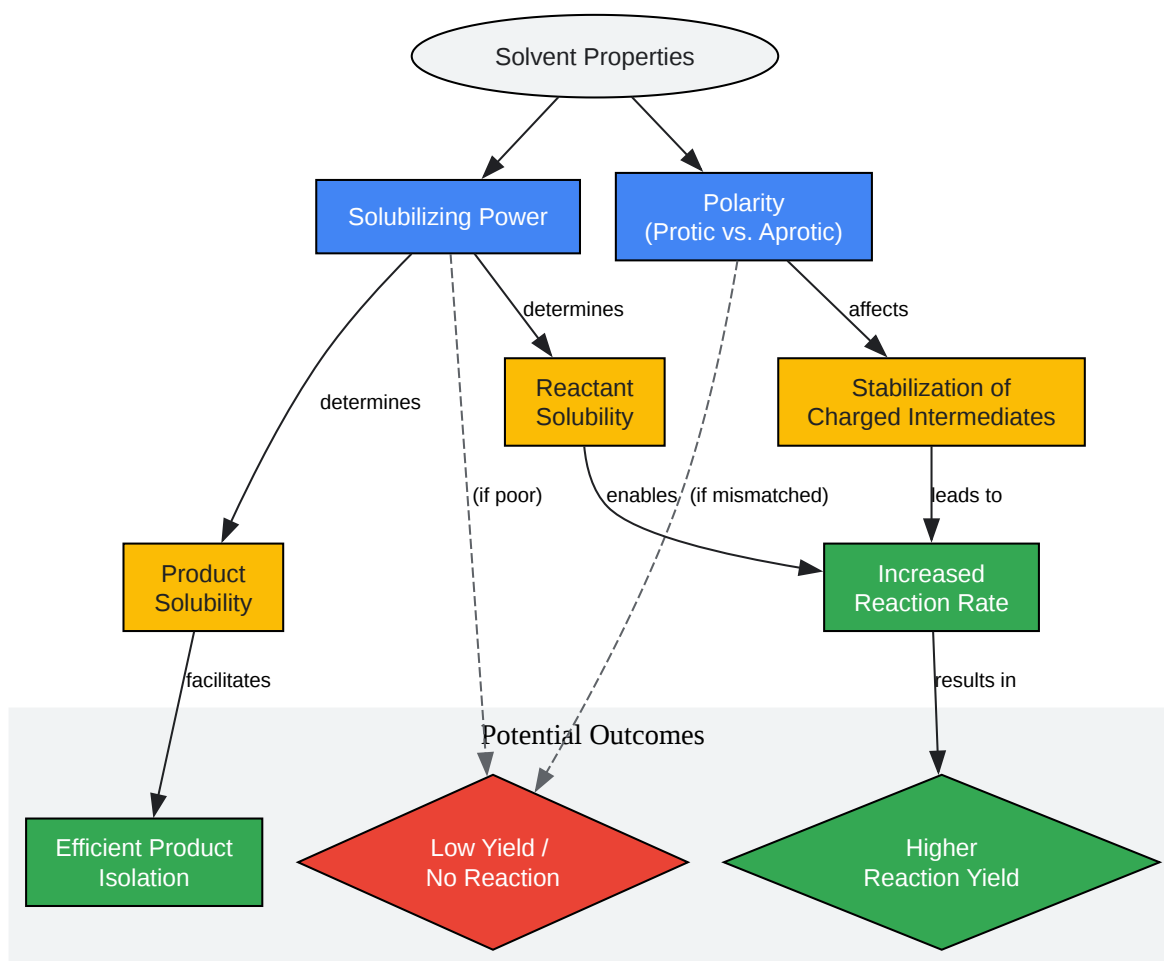 Solvent Properties
Solubilizing Power
Polarity
(Protic vs. Aprotic)
determines
affects
determines
Reactant
Solubility
Stabilization of
Charged Intermediates
(if poor)
enables
(if mismatched)
leads to
Product
Solubility
Increased
Reaction Rate
facilitates
results in
Potential Outcomes
Efficient Product
Isolation
Low Yield /
No Reaction
Higher
Reaction Yield